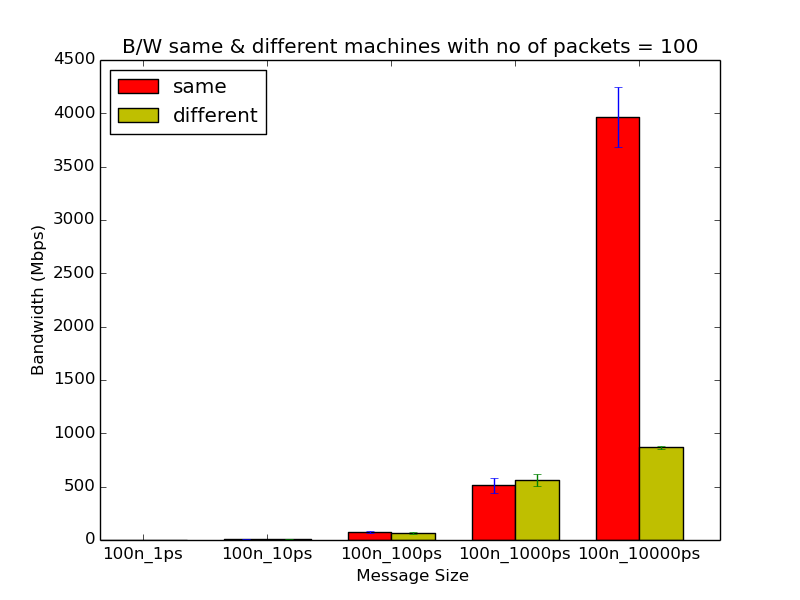 B/W same & different machines with no of packets = 100
same
different
4500
4000
3500
3000
2500
2000
1500
1000
500
0
Bandwidth (Mbps)
100n_1ps 100n_10ps 100n_100ps 100n_1000ps 100n_10000ps
Message Size